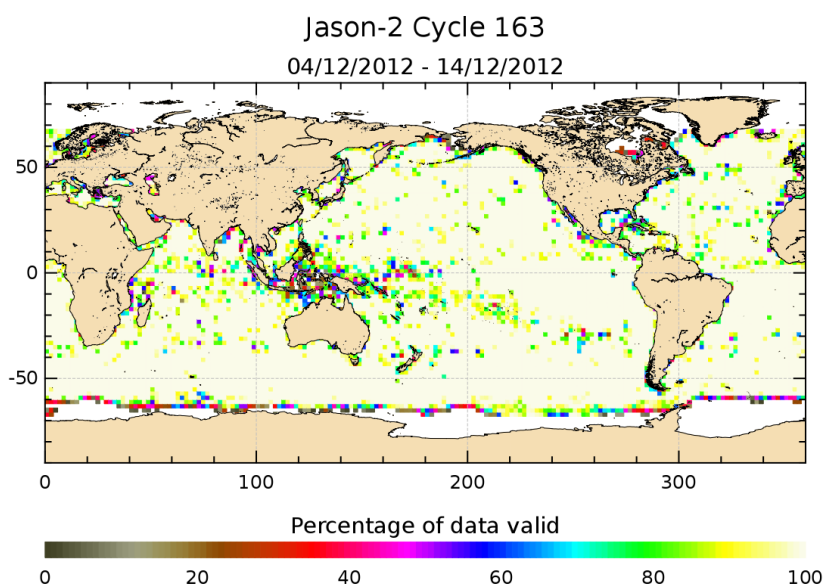 Jason-2 Cycle 163
04/12/2012 - 14/12/2012
50
0
-50
0 100 200 300
Percentage of data valid
0 20 40 60 80 100